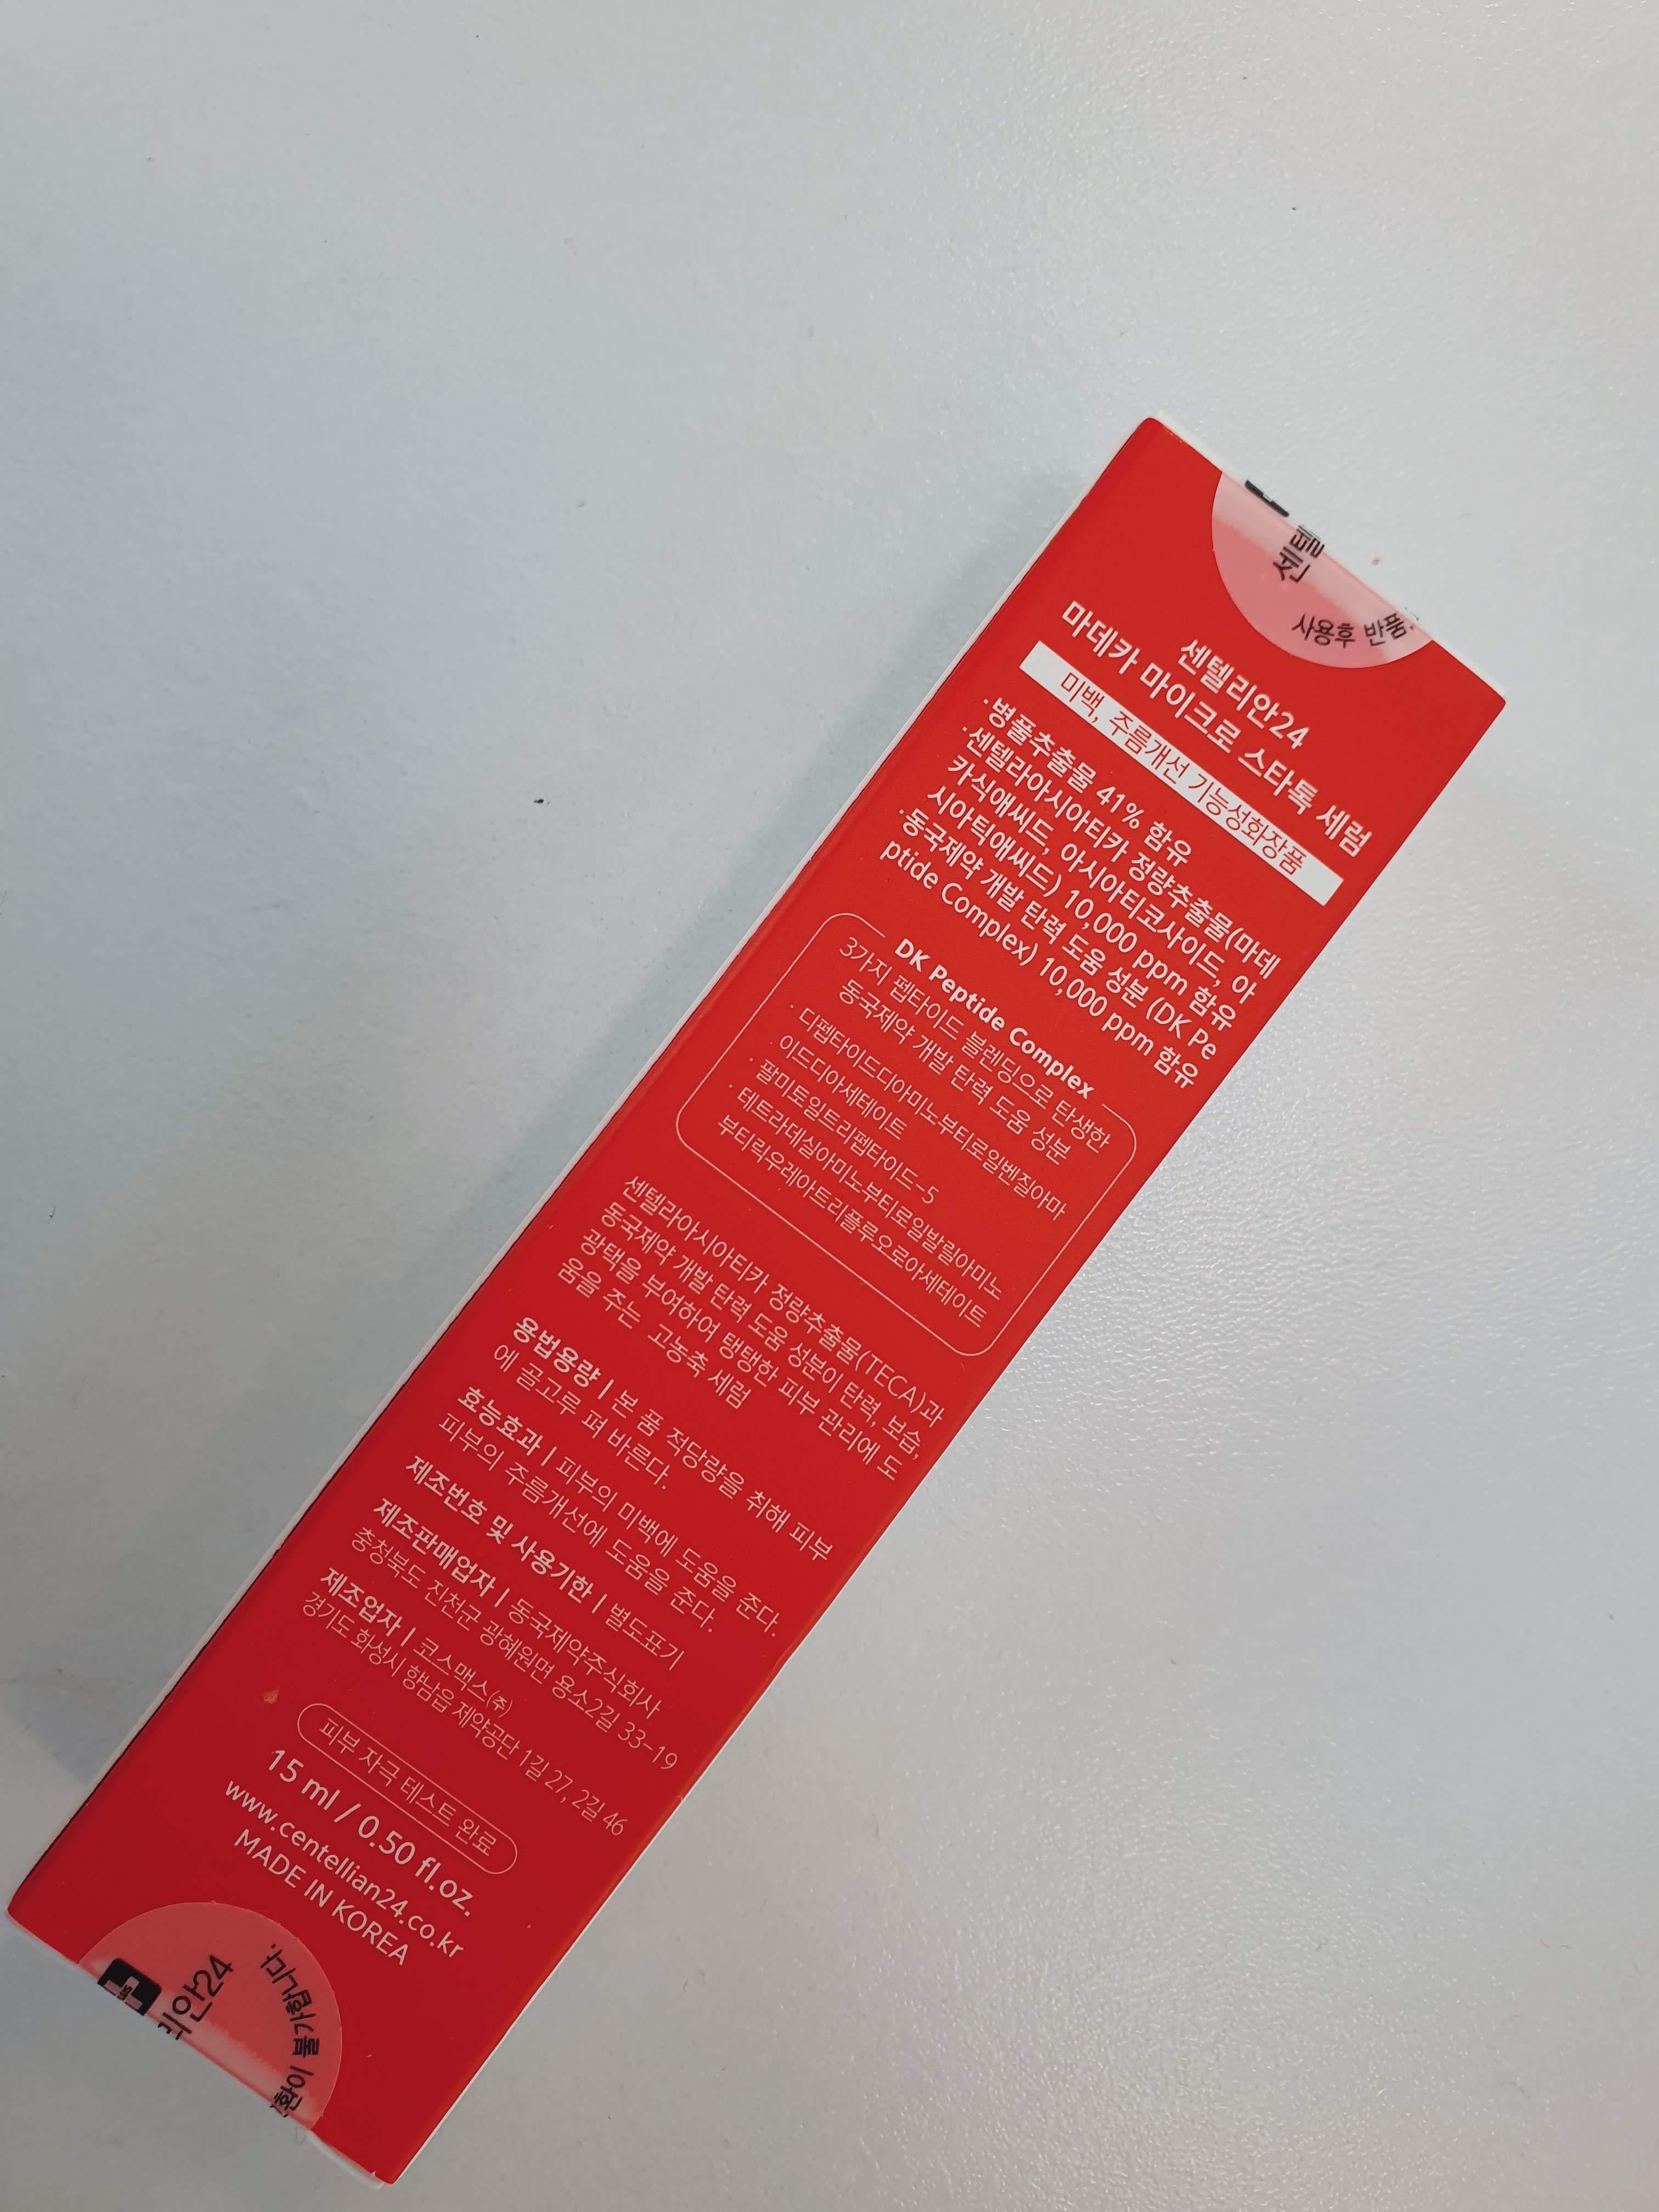 센텔
사용후 반품,
센텔리안24
마데카 마이크로 스타톡 세럼
미백, 주름개선 기능성화장품
·병풀추출물 41% 함유
·센텔라아시아티카 정량추출물(마데
카식애씨드, 아시아티코사이드, 아
시아틱애씨드) 10,000 ppm 함유
·동국제약 개발 탄력 도움 성분 (DK Pe
ptide Complex) 10,000 ppm 함유
DK Peptide Complex
3가지 펩타이드 블렌딩으로 탄생한
동국제약 개발 탄력 도움 성분
· 디펩타이드디아미노부티로일벤질아마
이드디아세테이트
· 팔미토일트리펩타이드-5
· 테트라데실아미노부티로일발릴아미노
부티릭우레아트리플루오로아세테이트
센텔라아시아티카 정량추출물(TECA)과
동국제약 개발 탄력 도움 성분이 탄력, 보습,
광택을 부여하여 탱탱한 피부 관리에 도
움을 주는 고농축 세럼
용법용량 | 본 품 적당량을 취해 피부
에 골고루 펴 바른다.
효능효과 | 피부의 미백에 도움을 준다.
피부의 주름개선에 도움을 준다.
제조번호 및 사용기한 | 별도표기
제조판매업자 | 동국제약주식회사
충청북도 진천군 광혜원면 용소2길 33-19
제조업자 | 코스맥스(주)
경기도 화성시 향남읍 제약공단 1길 27, 2길 46
피부 자극 테스트 완료
15 ml / 0.50 fl.oz.
www.centellian24.co.kr
MADE IN KOREA
리안24
환이 불가합니다.